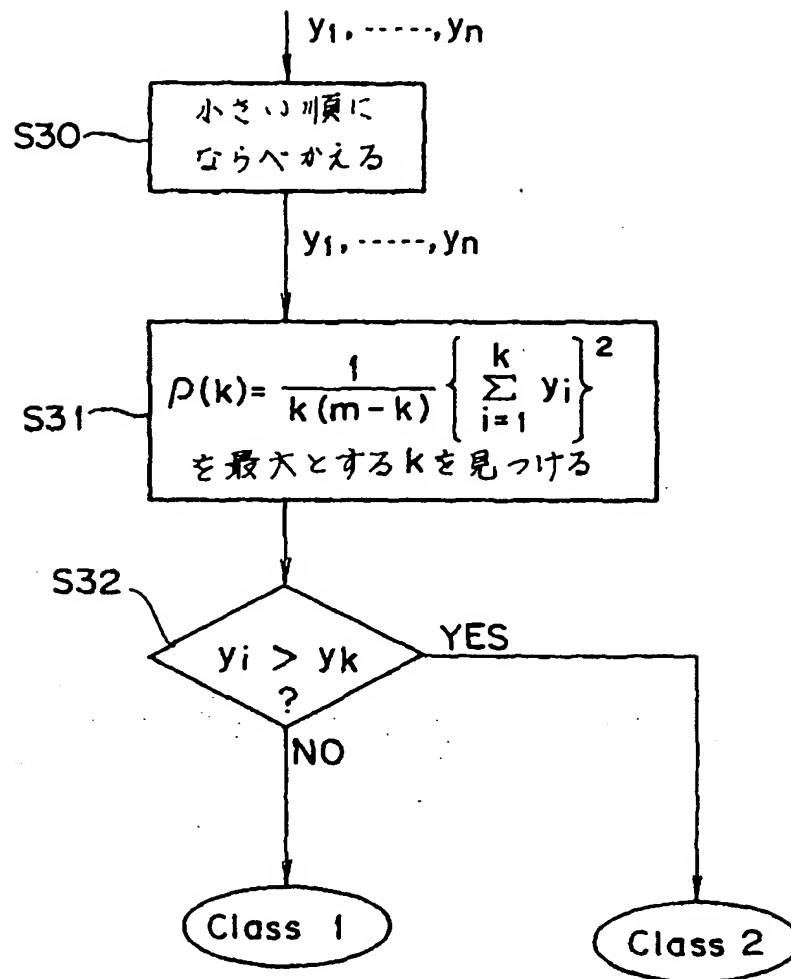 y1, -----, yn
S30
小さい順に
ならべかえる
y1, -----, yn
S31
ρ(k)= 1/k(m-k) { k Σ i=1 yi }2
を最大とするkを見つける
S32
yi > yk
?
YES
NO
Class 1
Class 2